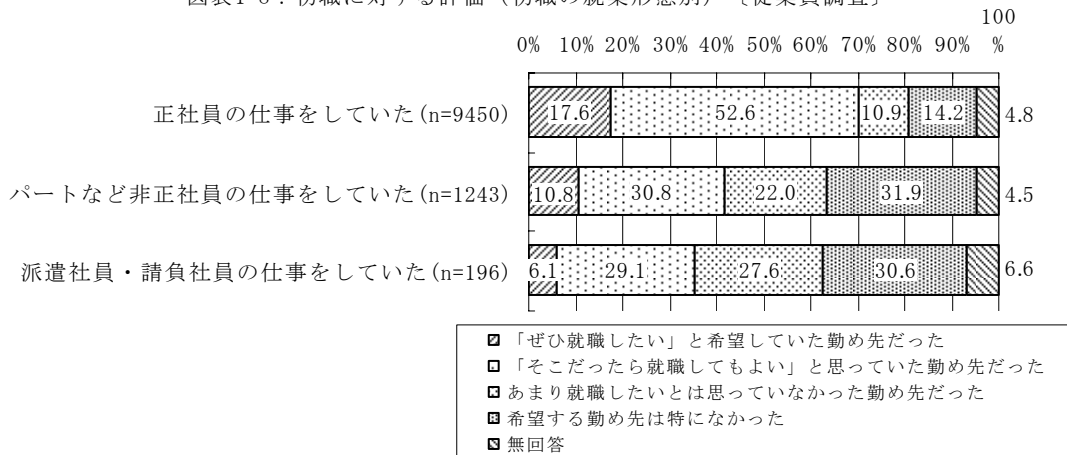 100
0% 10% 20% 30% 40% 50% 60% 70% 80% 90% %
正社員の仕事をしていた(n=9450) 17.6 52.6 10.9 14.2 4.8
パートなど非正社員の仕事をしていた(n=1243) 10.8 30.8 22.0 31.9 4.5
派遣社員・請負社員の仕事をしていた(n=196) 6.1 29.1 27.6 30.6 6.6
「ぜひ就職したい」と希望していた勤め先だった
「そこだったら就職してもよい」と思っていた勤め先だった
あまり就職したいとは思っていなかった勤め先だった
希望する勤め先は特になかった
無回答